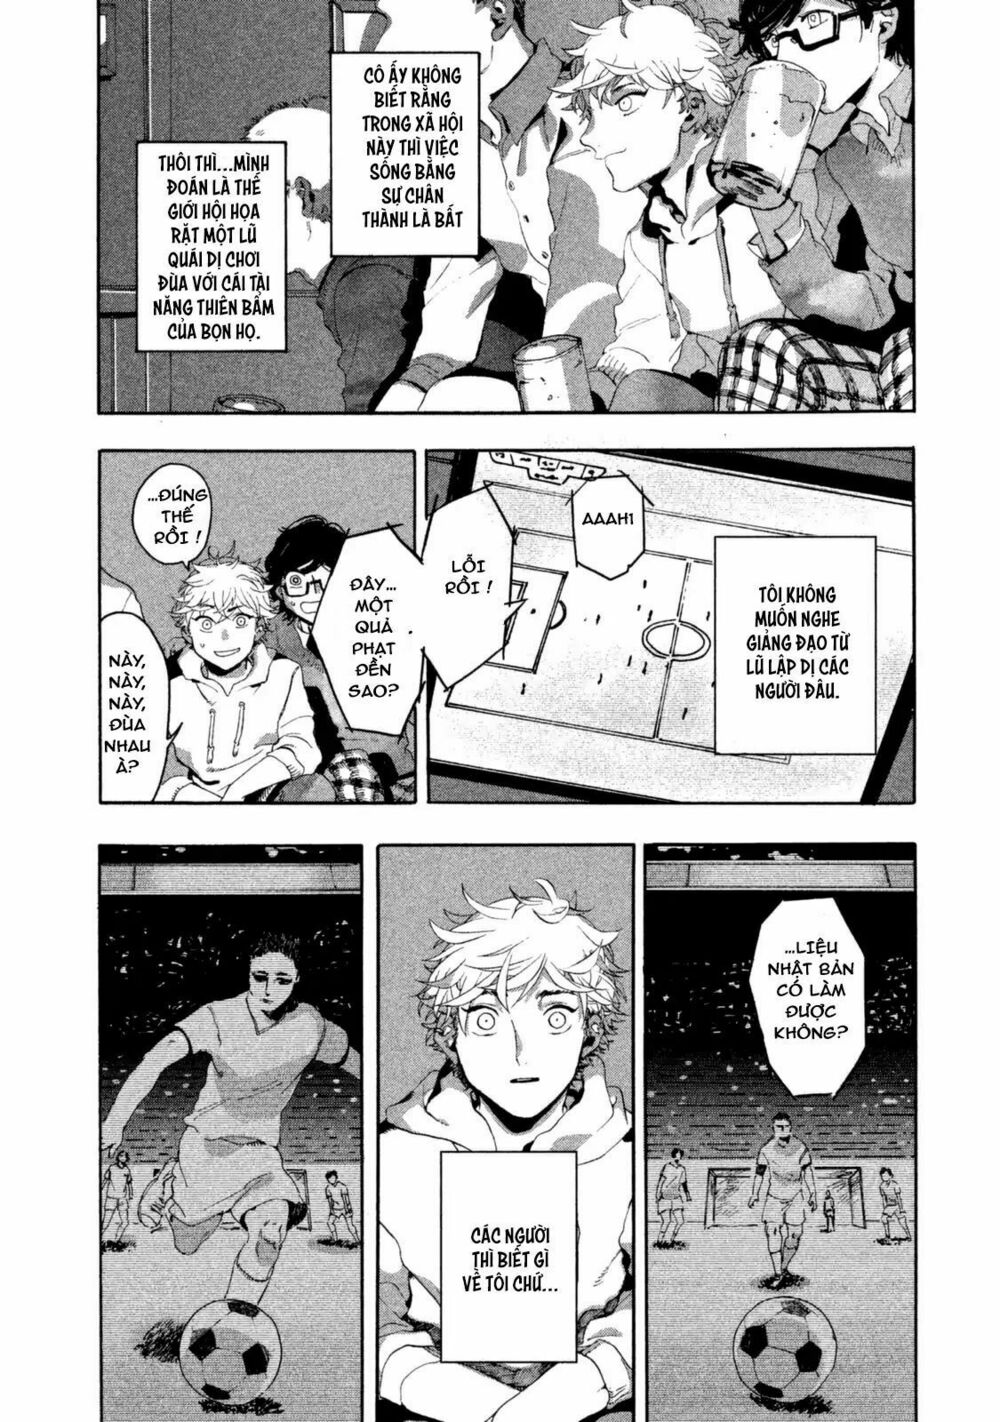 CÔ ẤY KHÔNG
BIẾT RẰNG
TRONG XÃ HỘI
NÀY THÌ VIỆC
SỐNG BẰNG
SỰ CHÂN
THÀNH LÀ BẤT
THÔI THÌ...MÌNH
ĐOÁN LÀ THẾ
GIỚI HỘI HỌA
RẶT MỘT LŨ
QUÁI DỊ CHƠI
ĐÙA VỚI CÁI TÀI
NĂNG THIÊN BẨM
CỦA BỌN HỌ.
TÔI KHÔNG
MUỐN NGHE
GIẢNG ĐẠO TỪ
LŨ LẬP DỊ CÁC
NGƯỜI ĐÂU.
AAAH1
LỖI
RỒI !
ĐÂY...
MỘT
QUẢ
PHẠT
ĐỀN
SAO?
...ĐÚNG
THẾ
RỒI !
NÀY,
NÀY,
NÀY,
ĐÙA
NHAU
À?
...LIỆU
NHẬT BẢN
CÓ LÀM
ĐƯỢC
KHÔNG?
CÁC NGƯỜI
THÌ BIẾT GÌ
VỀ TÔI CHỨ...